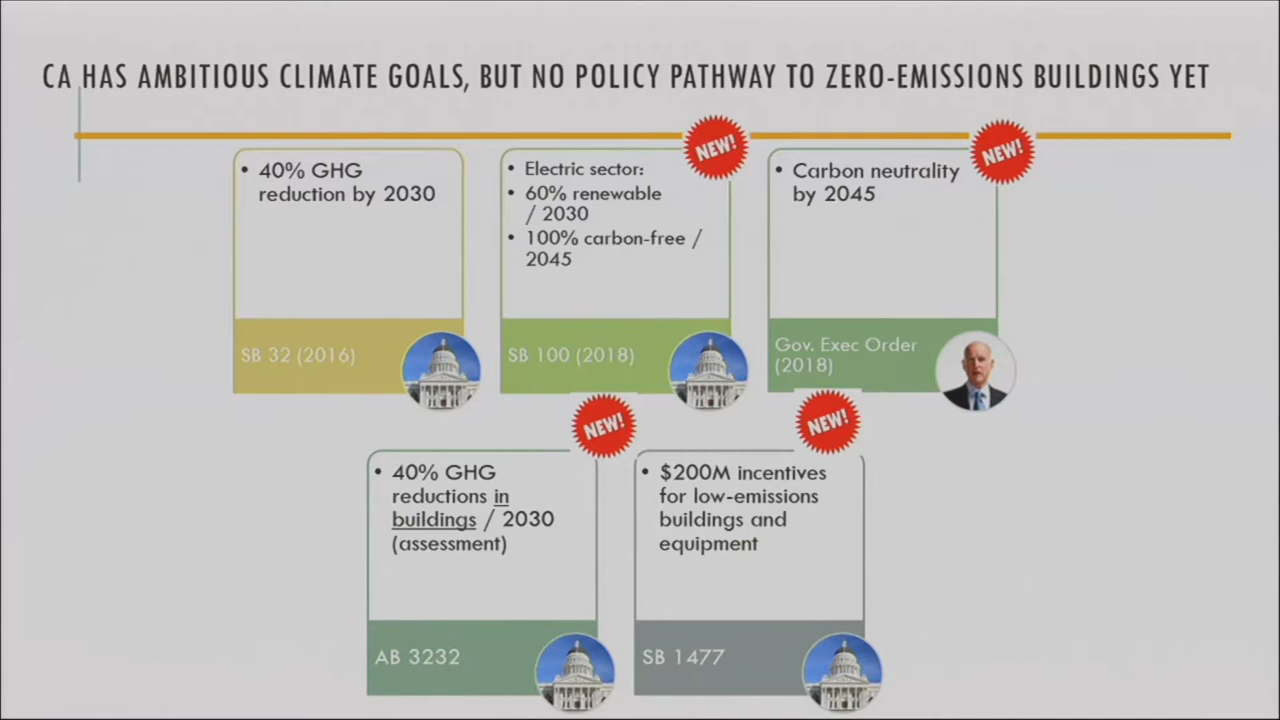 CA HAS AMBITIOUS CLIMATE GOALS, BUT NO POLICY PATHWAY TO ZERO-EMISSIONS BUILDINGS YET
• 40% GHG
reduction by 2030
SB 32 (2016)
NEW!
• Electric sector:
• 60% renewable
/ 2030
• 100% carbon-free /
2045
SB 100 (2018)
NEW!
• Carbon neutrality
by 2045
Gov. Exec Order
(2018)
NEW!
• 40% GHG
reductions in
buildings / 2030
(assessment)
AB 3232
NEW!
• $200M incentives
for low-emissions
buildings and
equipment
SB 1477